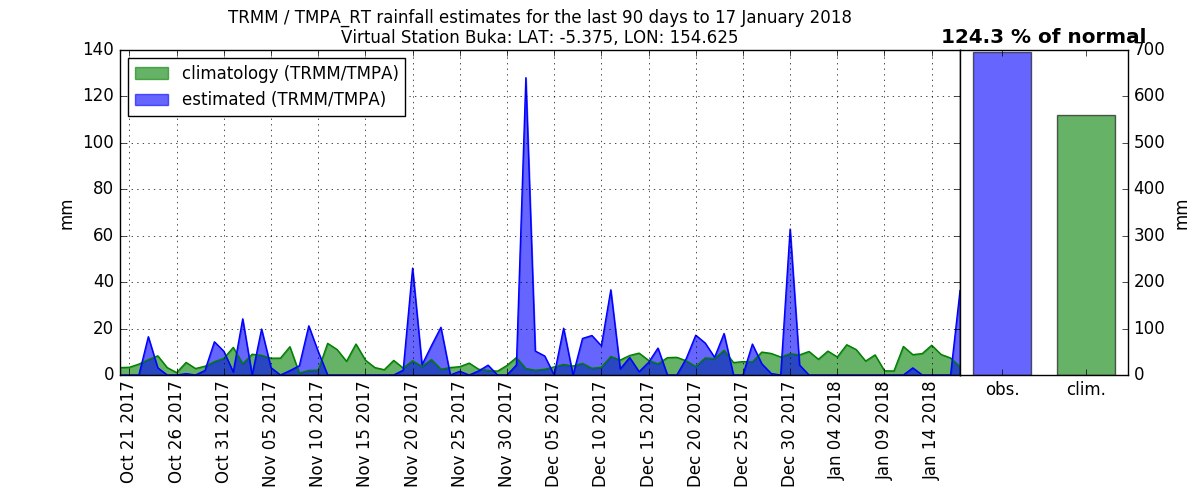 TRMM / TMPA_RT rainfall estimates for the last 90 days to 17 January 2018
Virtual Station Buka: LAT: -5.375, LON: 154.625
124.3 % of normal
climatology (TRMM/TMPA)
estimated (TRMM/TMPA)
140
120
100
80
60
40
20
0
mm
Oct 21 2017
Oct 26 2017
Oct 31 2017
Nov 05 2017
Nov 10 2017
Nov 15 2017
Nov 20 2017
Nov 25 2017
Nov 30 2017
Dec 05 2017
Dec 10 2017
Dec 15 2017
Dec 20 2017
Dec 25 2017
Dec 30 2017
Jan 04 2018
Jan 09 2018
Jan 14 2018
700
600
500
400
300
200
100
0
mm
obs.
clim.